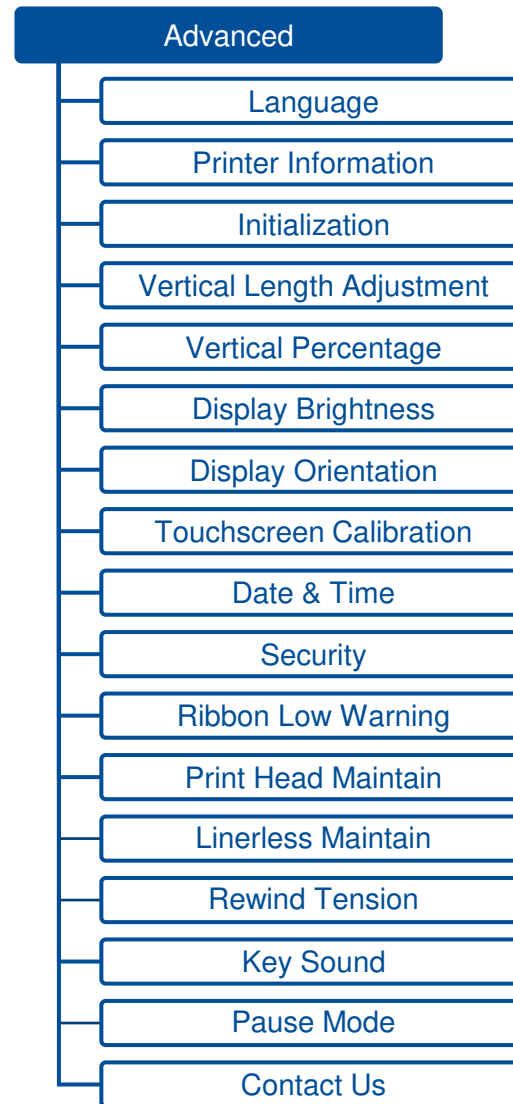 Advanced
Language
Printer Information
Initialization
Vertical Length Adjustment
Vertical Percentage
Display Brightness
Display Orientation
Touchscreen Calibration
Date & Time
Security
Ribbon Low Warning
Print Head Maintain
Linerless Maintain
Rewind Tension
Key Sound
Pause Mode
Contact Us